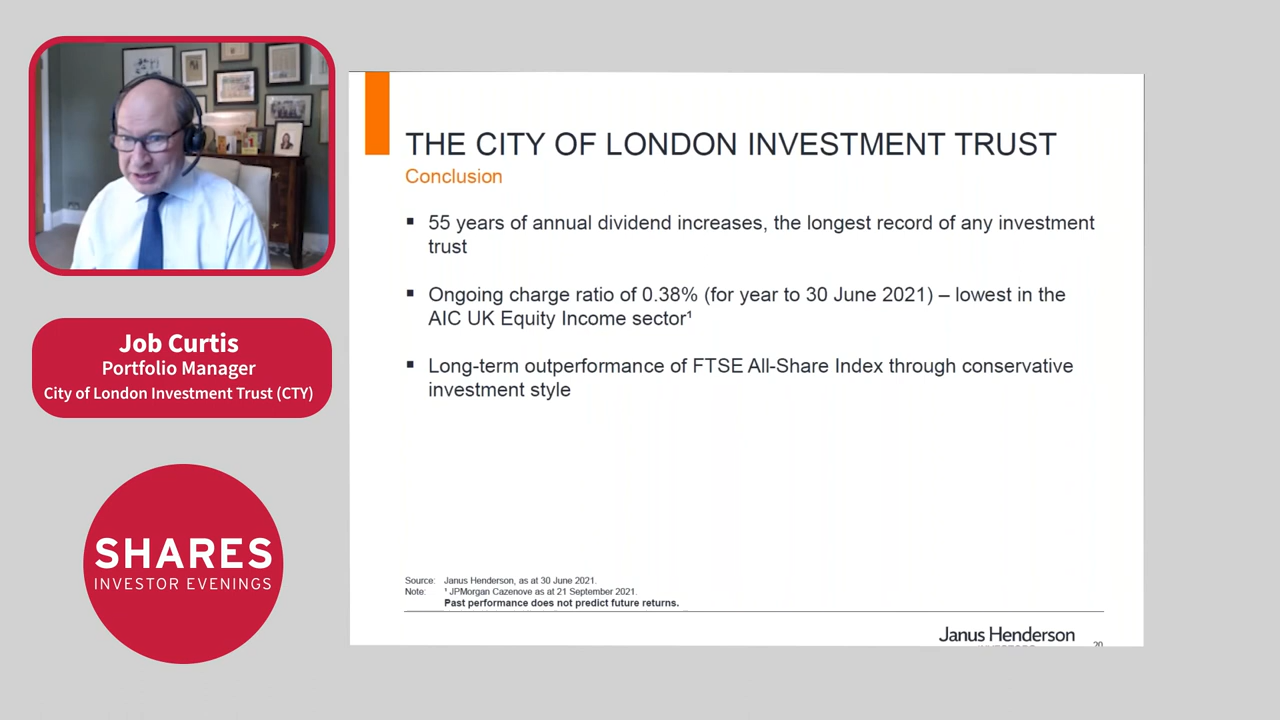 Job Curtis
Portfolio Manager
City of London Investment Trust (CTY)
SHARES
INVESTOR EVENINGS
THE CITY OF LONDON INVESTMENT TRUST
Conclusion
▪ 55 years of annual dividend increases, the longest record of any investment
trust
▪ Ongoing charge ratio of 0.38% (for year to 30 June 2021) – lowest in the
AIC UK Equity Income sector¹
▪ Long-term outperformance of FTSE All-Share Index through conservative
investment style
Source: Janus Henderson, as at 30 June 2021.
Note: ¹ JPMorgan Cazenove as at 21 September 2021.
Past performance does not predict future returns.
Janus Henderson
20